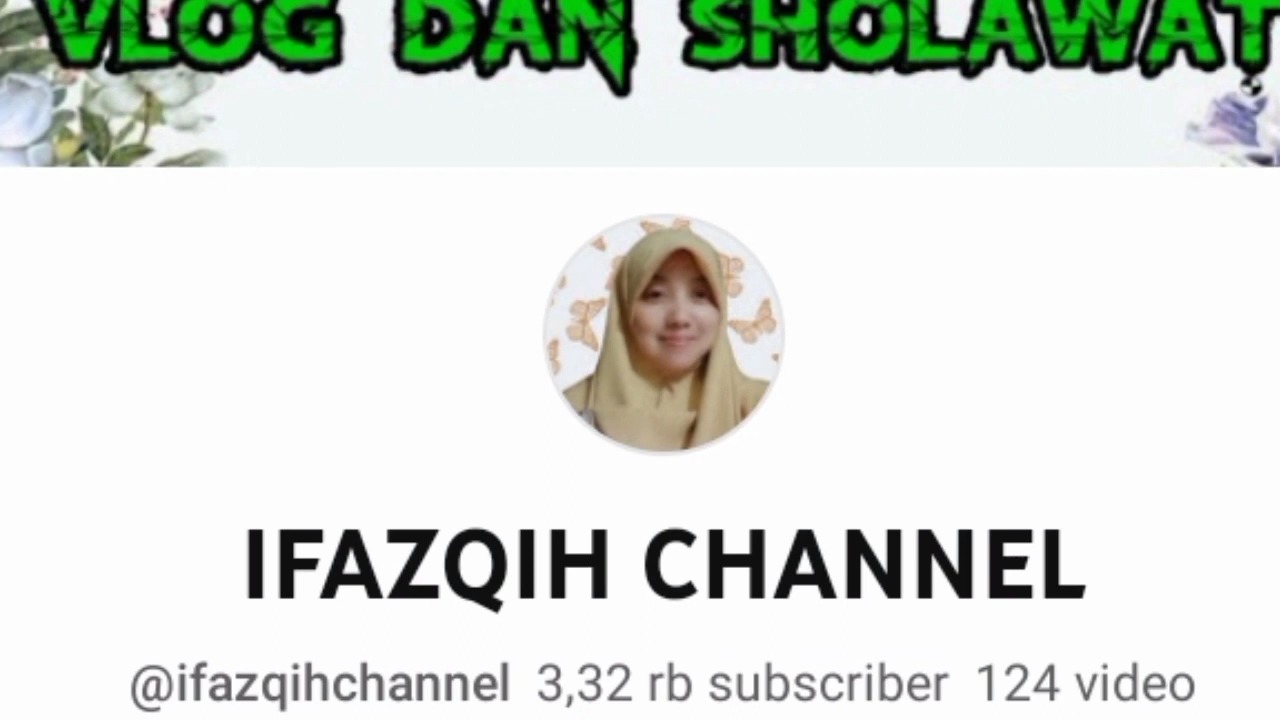 VLOG DAN SHOLAWAT
IFAZQIH CHANNEL
@ifazqihchannel 3,32 rb subscriber 124 video